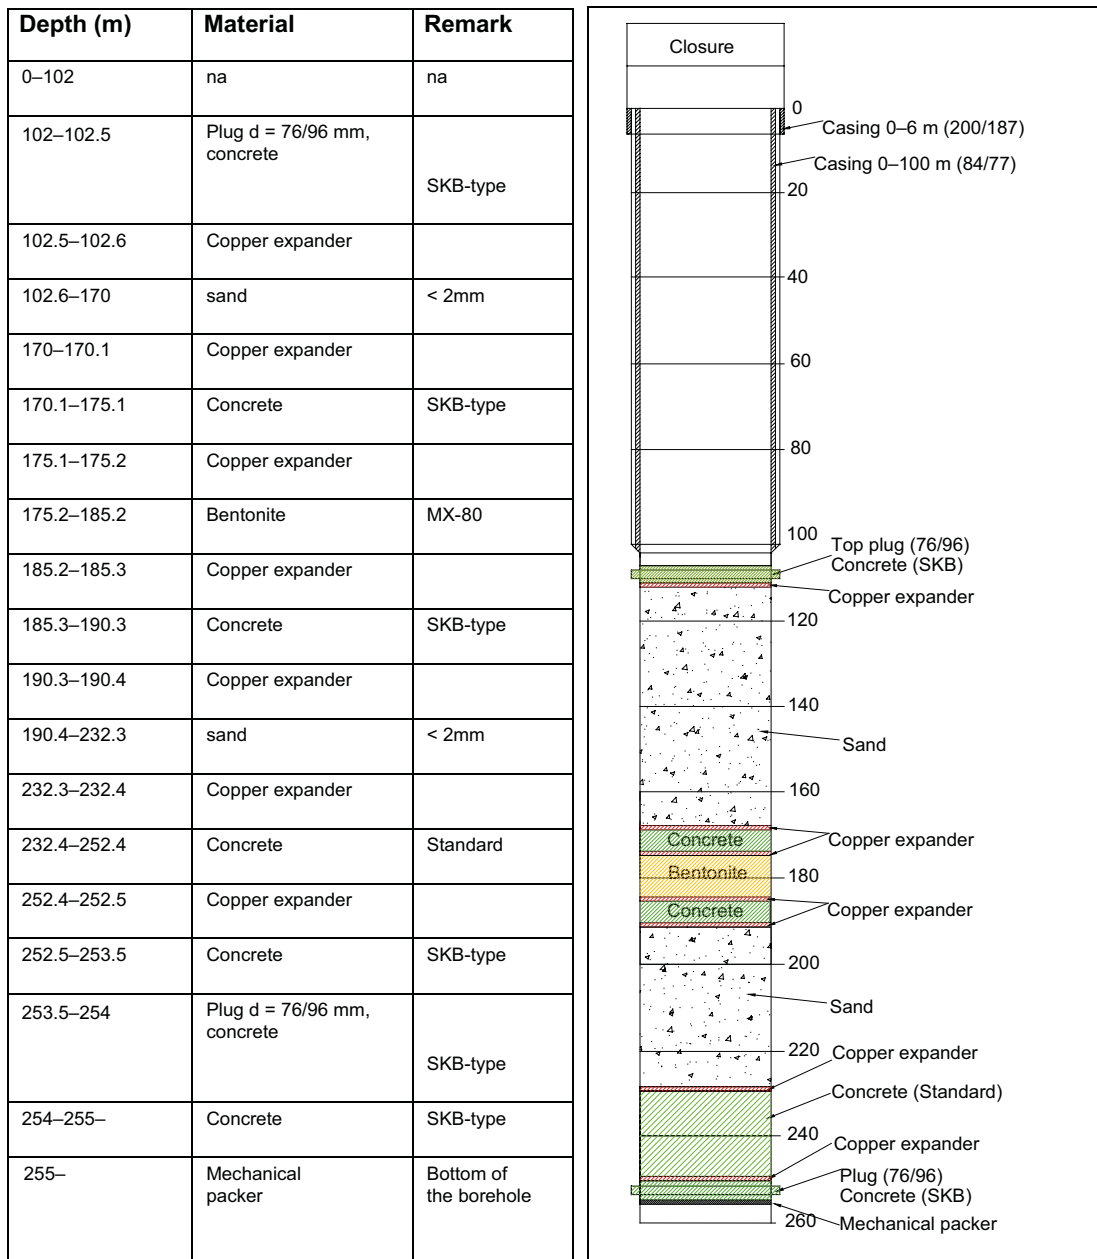 Depth (m) Material Remark
0–102 na na
102–102.5 Plug d = 76/96 mm,
concrete
SKB-type
102.5–102.6 Copper expander
102.6–170 sand < 2mm
170–170.1 Copper expander
170.1–175.1 Concrete SKB-type
175.1–175.2 Copper expander
175.2–185.2 Bentonite MX-80
185.2–185.3 Copper expander
185.3–190.3 Concrete SKB-type
190.3–190.4 Copper expander
190.4–232.3 sand < 2mm
232.3–232.4 Copper expander
232.4–252.4 Concrete Standard
252.4–252.5 Copper expander
252.5–253.5 Concrete SKB-type
253.5–254 Plug d = 76/96 mm,
concrete
SKB-type
254–255– Concrete SKB-type
255– Mechanical Bottom of
packer the borehole
Closure
0
Casing 0–6 m (200/187)
Casing 0–100 m (84/77)
20
40
60
80
100
Top plug (76/96)
Concrete (SKB)
Copper expander
120
140
Sand
160
Concrete
Copper expander
Bentonite
180
Concrete
Copper expander
200
Sand
220
Copper expander
Concrete (Standard)
240
Copper expander
Plug (76/96)
Concrete (SKB)
260
Mechanical packer